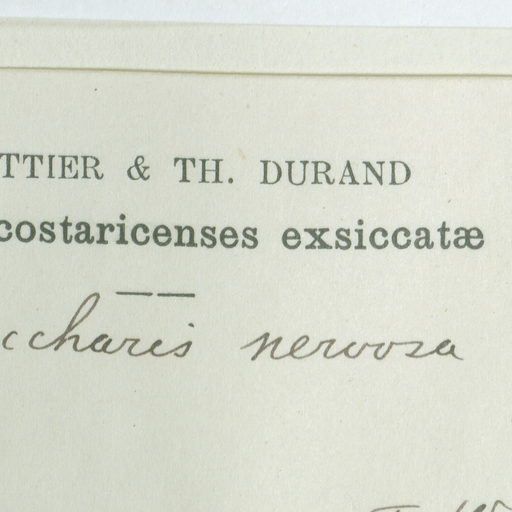 TTIER & TH. DURAND
costaricenses exsiccatæ
ccharis nervosa